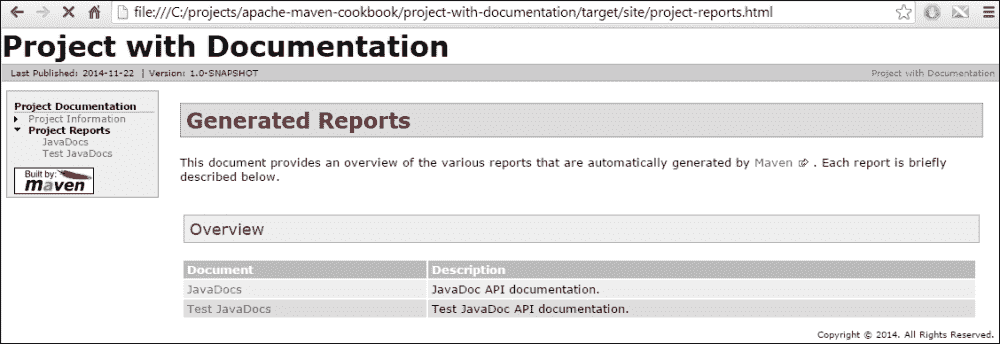 file:///C:/projects/apache-maven-cookbook/project-with-documentation/target/site/project-reports.html
Project with Documentation
Last Published: 2014-11-22 | Version: 1.0-SNAPSHOT
Project with Documentation
Project Documentation
Project Information
Project Reports
JavaDocs
Test JavaDocs
Built by:
maven
Generated Reports
This document provides an overview of the various reports that are automatically generated by Maven . Each report is briefly
described below.
Overview
Document Description
JavaDocs JavaDoc API documentation.
Test JavaDocs Test JavaDoc API documentation.
Copyright © 2014. All Rights Reserved.